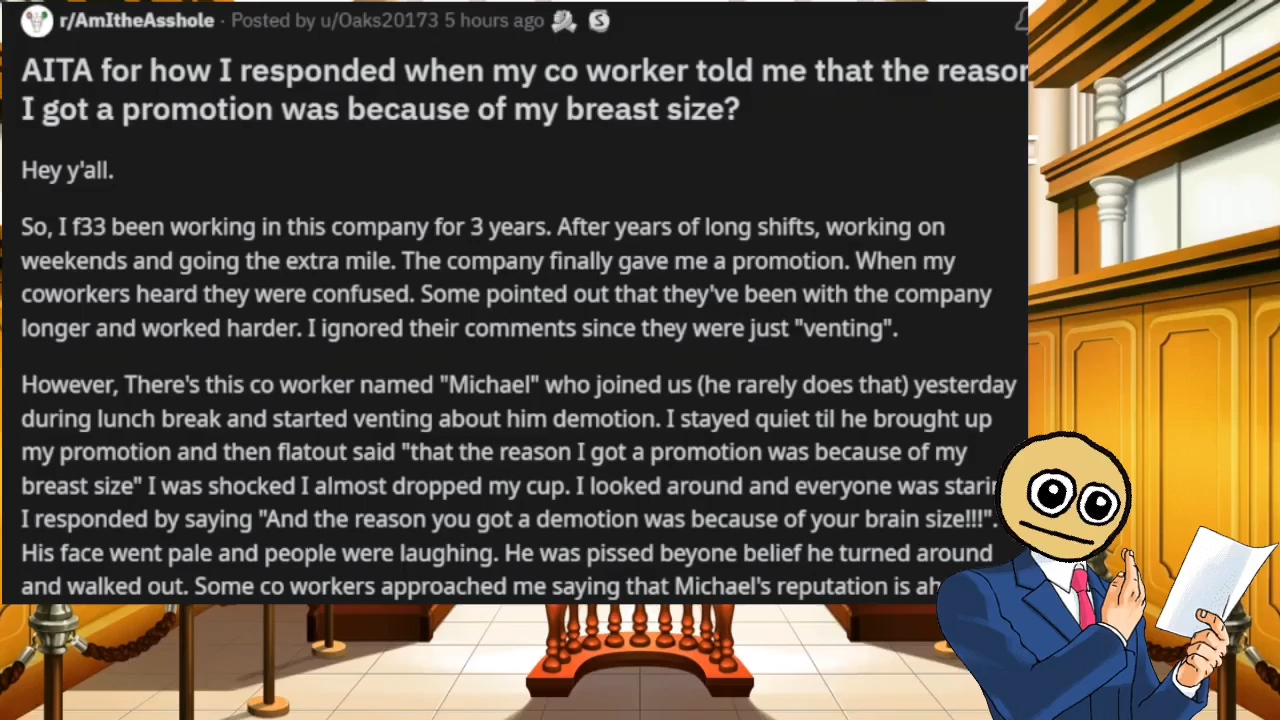 r/AmItheAsshole · Posted by u/Oaks20173 5 hours ago
AITA for how I responded when my co worker told me that the reason
I got a promotion was because of my breast size?
Hey y'all.
So, I f33 been working in this company for 3 years. After years of long shifts, working on
weekends and going the extra mile. The company finally gave me a promotion. When my
coworkers heard they were confused. Some pointed out that they've been with the company
longer and worked harder. I ignored their comments since they were just "venting".
However, There's this co worker named "Michael" who joined us (he rarely does that) yesterday
during lunch break and started venting about him demotion. I stayed quiet til he brought up
my promotion and then flatout said "that the reason I got a promotion was because of my
breast size" I was shocked I almost dropped my cup. I looked around and everyone was
I responded by saying "And the reason you got a demotion was because of your brain size!!!".
His face went pale and people were laughing. He was pissed beyone belief he turned around
and walked out. Some co workers approached me saying that Michael's reputation is